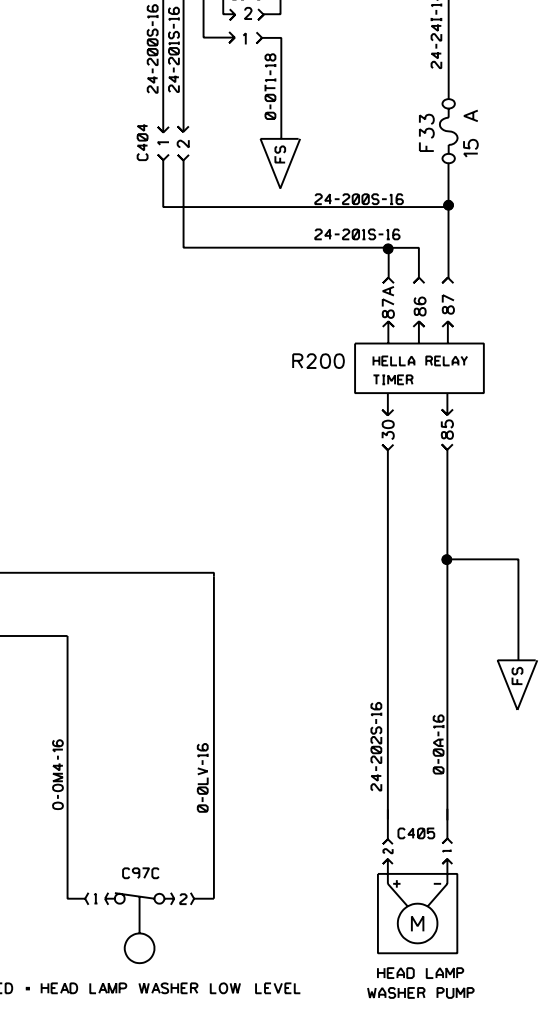 24-200S-16
24-201S-16
2
1
0-0T1-18
FS
24-24I-1
F33
15 A
C404
1
2
24-200S-16
24-201S-16
87A
86
87
R200
HELLA RELAY
TIMER
30
85
FS
24-202S-16
0-0A-16
0-0M4-16
0-0LV-16
C405
2
1
C97C
1
2
+
-
M
ED - HEAD LAMP WASHER LOW LEVEL
HEAD LAMP
WASHER PUMP